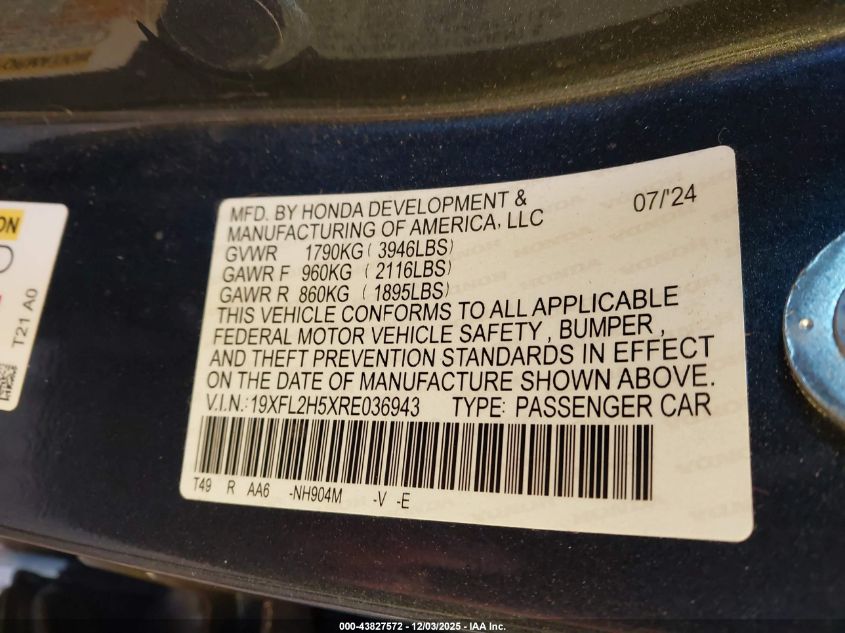 MFD. BY HONDA DEVELOPMENT & MANUFACTURING OF AMERICA, LLC 07/'24
GVWR 1790KG ( 3946LBS)
GAWR F 960KG ( 2116LBS)
GAWR R 860KG ( 1895LBS)
THIS VEHICLE CONFORMS TO ALL APPLICABLE
FEDERAL MOTOR VEHICLE SAFETY , BUMPER ,
AND THEFT PREVENTION STANDARDS IN EFFECT
ON THE DATE OF MANUFACTURE SHOWN ABOVE.
V.I.N.: 19XFL2H5XRE036943 TYPE: PASSENGER CAR
T49 R AA6 -NH904M -V -E
ON
T21 A0
000-43827572 - 12/03/2025 - IAA Inc.